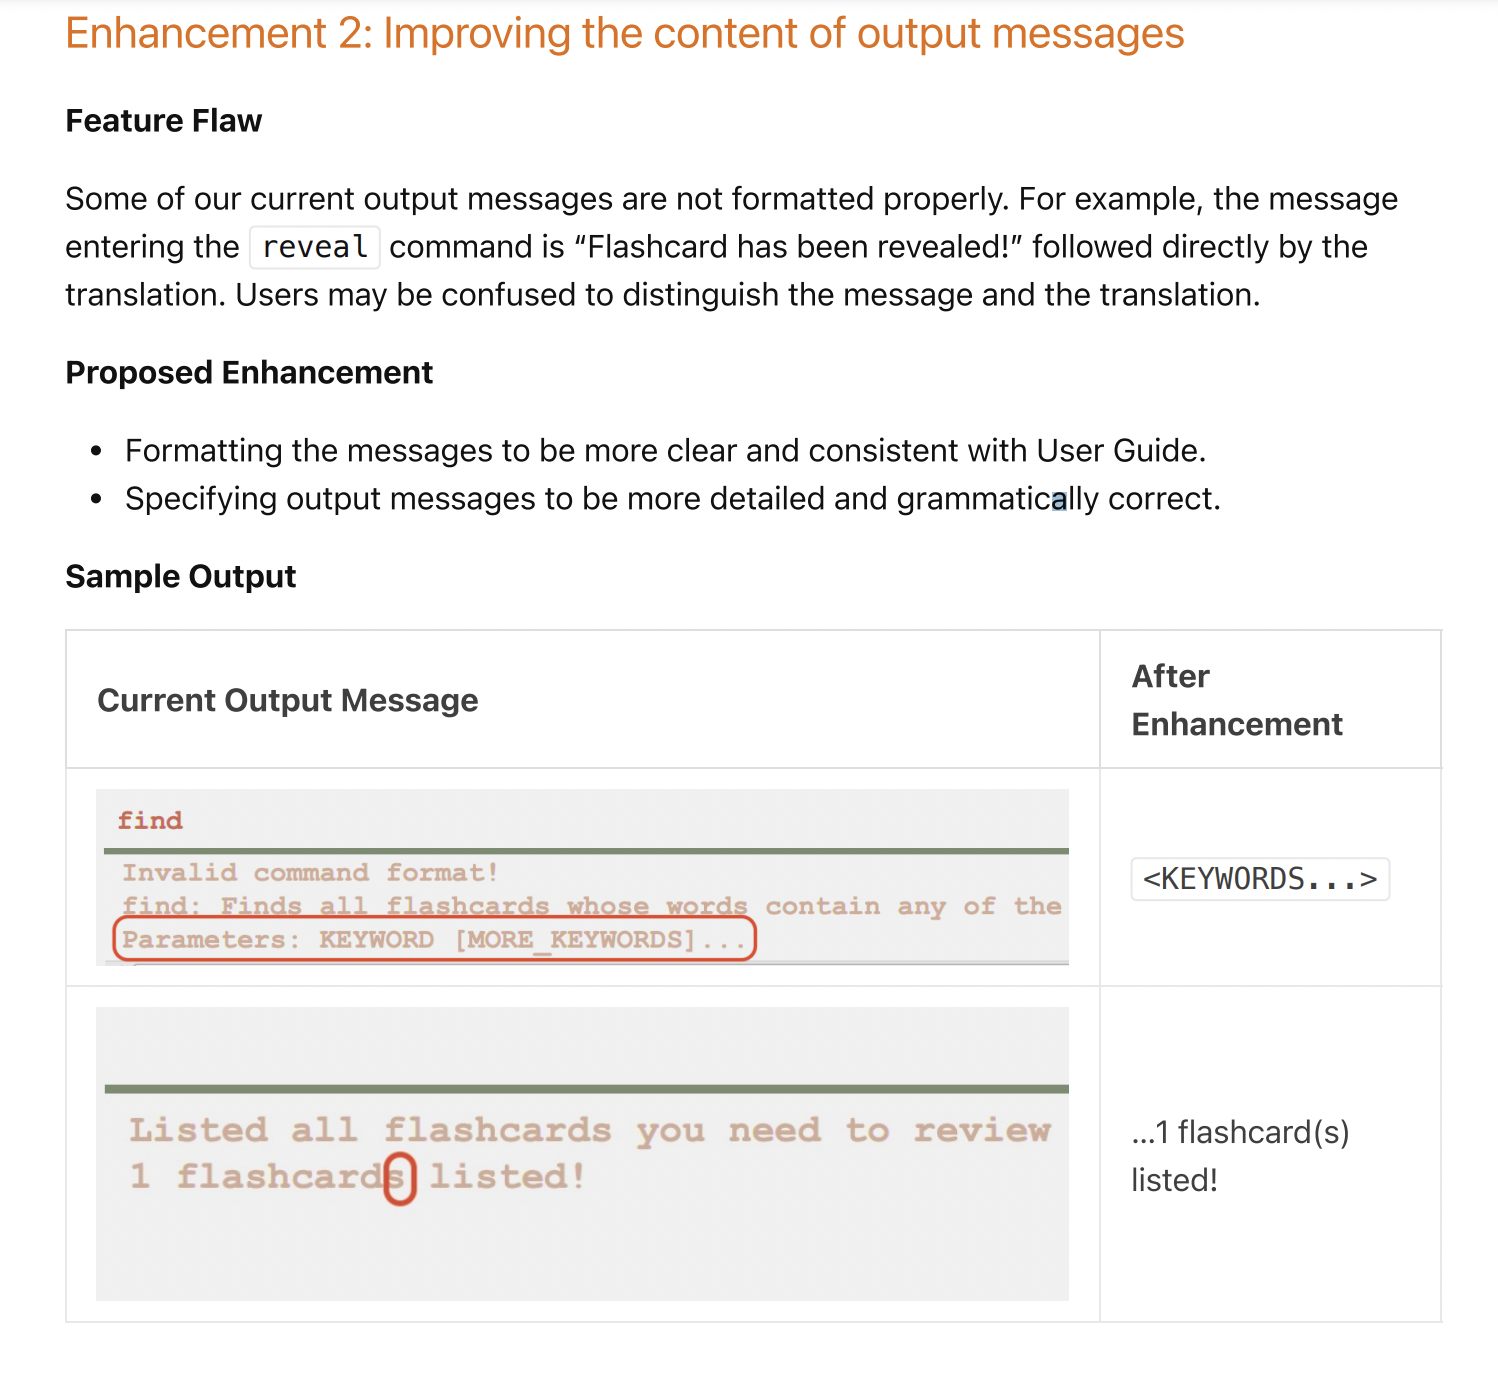 Enhancement 2: Improving the content of output messages
Feature Flaw
Some of our current output messages are not formatted properly. For example, the message
entering the reveal command is “Flashcard has been revealed!” followed directly by the
translation. Users may be confused to distinguish the message and the translation.
Proposed Enhancement
• Formatting the messages to be more clear and consistent with User Guide.
• Specifying output messages to be more detailed and grammatically correct.
Sample Output
Current Output Message
After
Enhancement
find
Invalid command format!
find: Finds all flashcards whose words contain any of the
Parameters: KEYWORD [MORE_KEYWORDS]...
<KEYWORDS...>
Listed all flashcards you need to review
1 flashcards listed!
...1 flashcard(s)
listed!